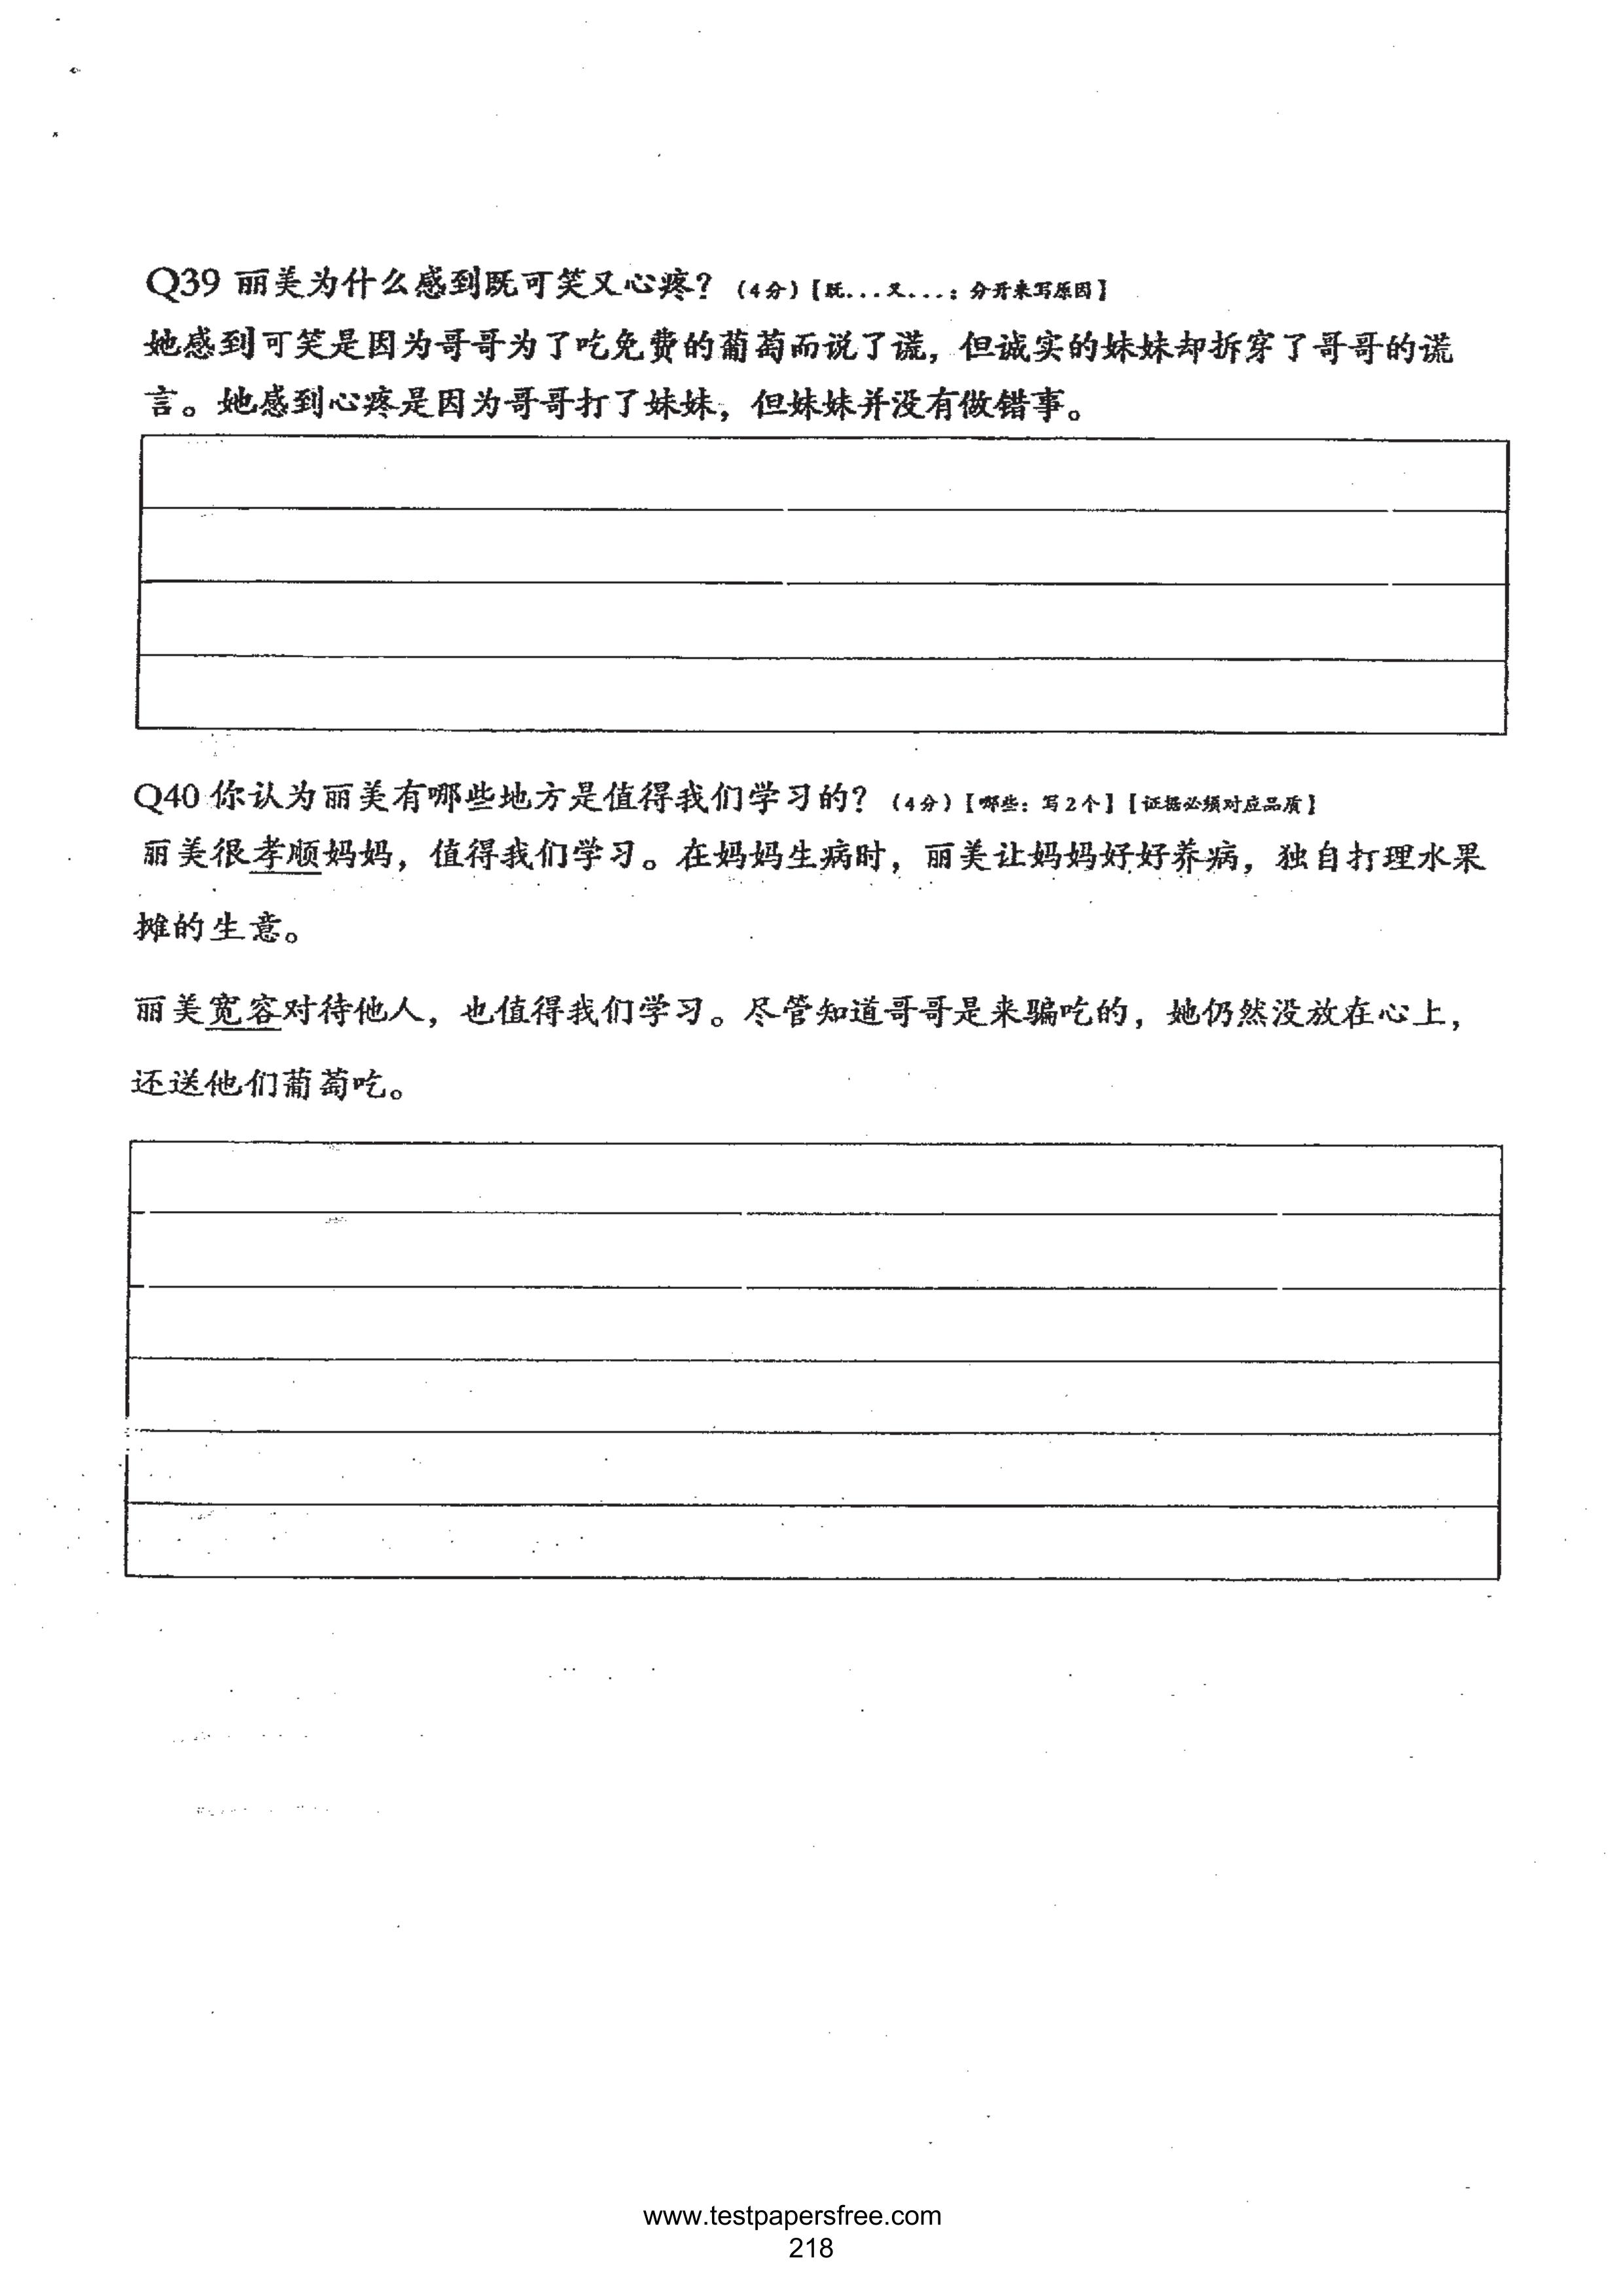 Q39 丽美为什么感到既可笑又心疼？（4分）【既...又...：分开来写原因】
她感到可笑是因为哥哥为了吃免费的葡萄而说了谎，但诚实的妹妹却拆穿了哥哥的谎
言。她感到心疼是因为哥哥打了妹妹，但妹妹并没有做错事。
Q40 你认为丽美有哪些地方是值得我们学习的？（4分）【哪些：写2个】【证据必须对应品质】
丽美很孝顺妈妈，值得我们学习。在妈妈生病时，丽美让妈妈好好养病，独自打理水果
摊的生意。
丽美宽容对待他人，也值得我们学习。尽管知道哥哥是来骗吃的，她仍然没放在心上，
还送他们葡萄吃。
www.testpapersfree.com
218